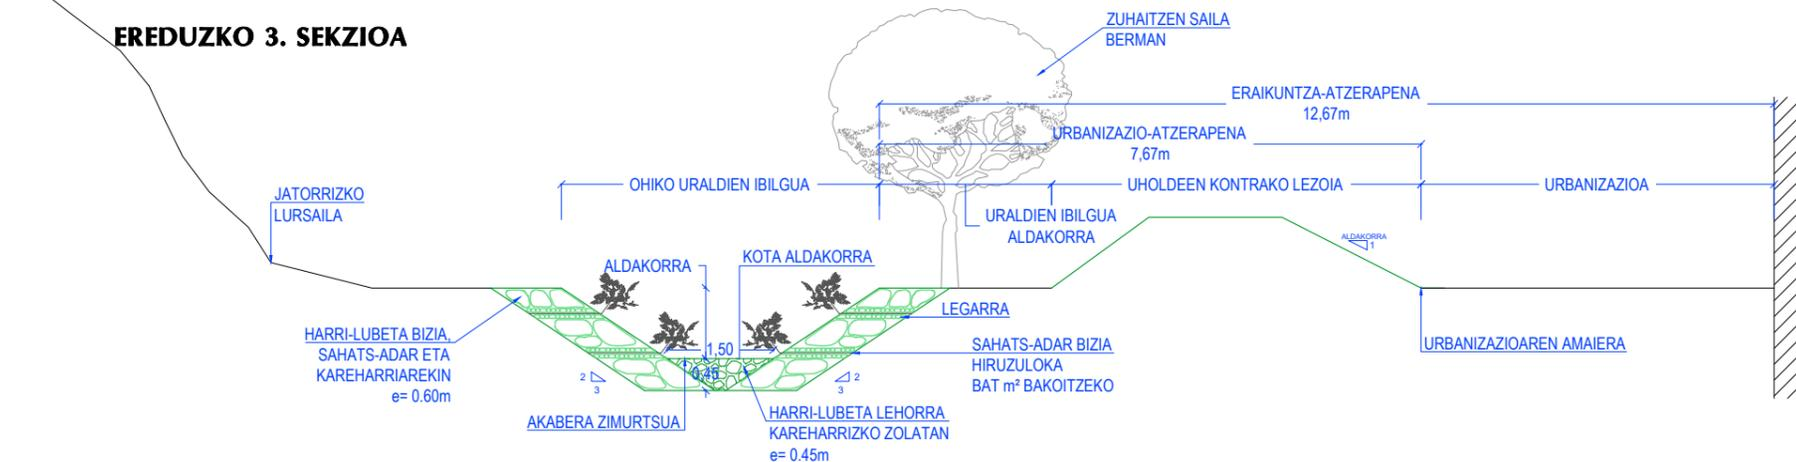 EREDUZKO 3. SEKZIOA
ZUHAITZEN SAILA
BERMAN
ERAIKUNTZA-ATZERAPENA
12,67m
URBANIZAZIO-ATZERAPENA
7,67m
OHIKO URALDIEN IBILGUA
UHOLDEEN KONTRAKO LEZOIA
URBANIZAZIOA
JATORRIZKO
LURSAILA
URALDIEN IBILGUA
ALDAKORRA
ALDAKORRA
1
ALDAKORRA
KOTA ALDAKORRA
LEGARRA
HARRI-LUBETA BIZIA,
SAHATS-ADAR ETA
KAREHARRIAREKIN
e= 0.60m
1,50
0,45
SAHATS-ADAR BIZIA
HIRUZULOKA
BAT m² BAKOITZEKO
URBANIZAZIOAREN AMAIERA
2
3
2
3
AKABERA ZIMURTSUA
HARRI-LUBETA LEHORRA
KAREHARRIZKO ZOLATAN
e= 0.45m